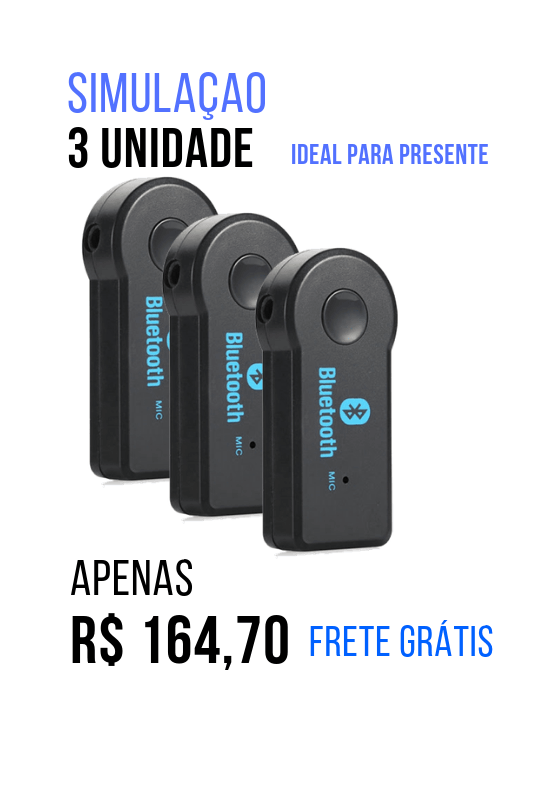 SIMULAÇAO
3 UNIDADE
IDEAL PARA PRESENTE
Bluetooth
MIC
Bluetooth
MIC
Bluetooth
MIC
APENAS
R$ 164,70
FRETE GRÁTIS